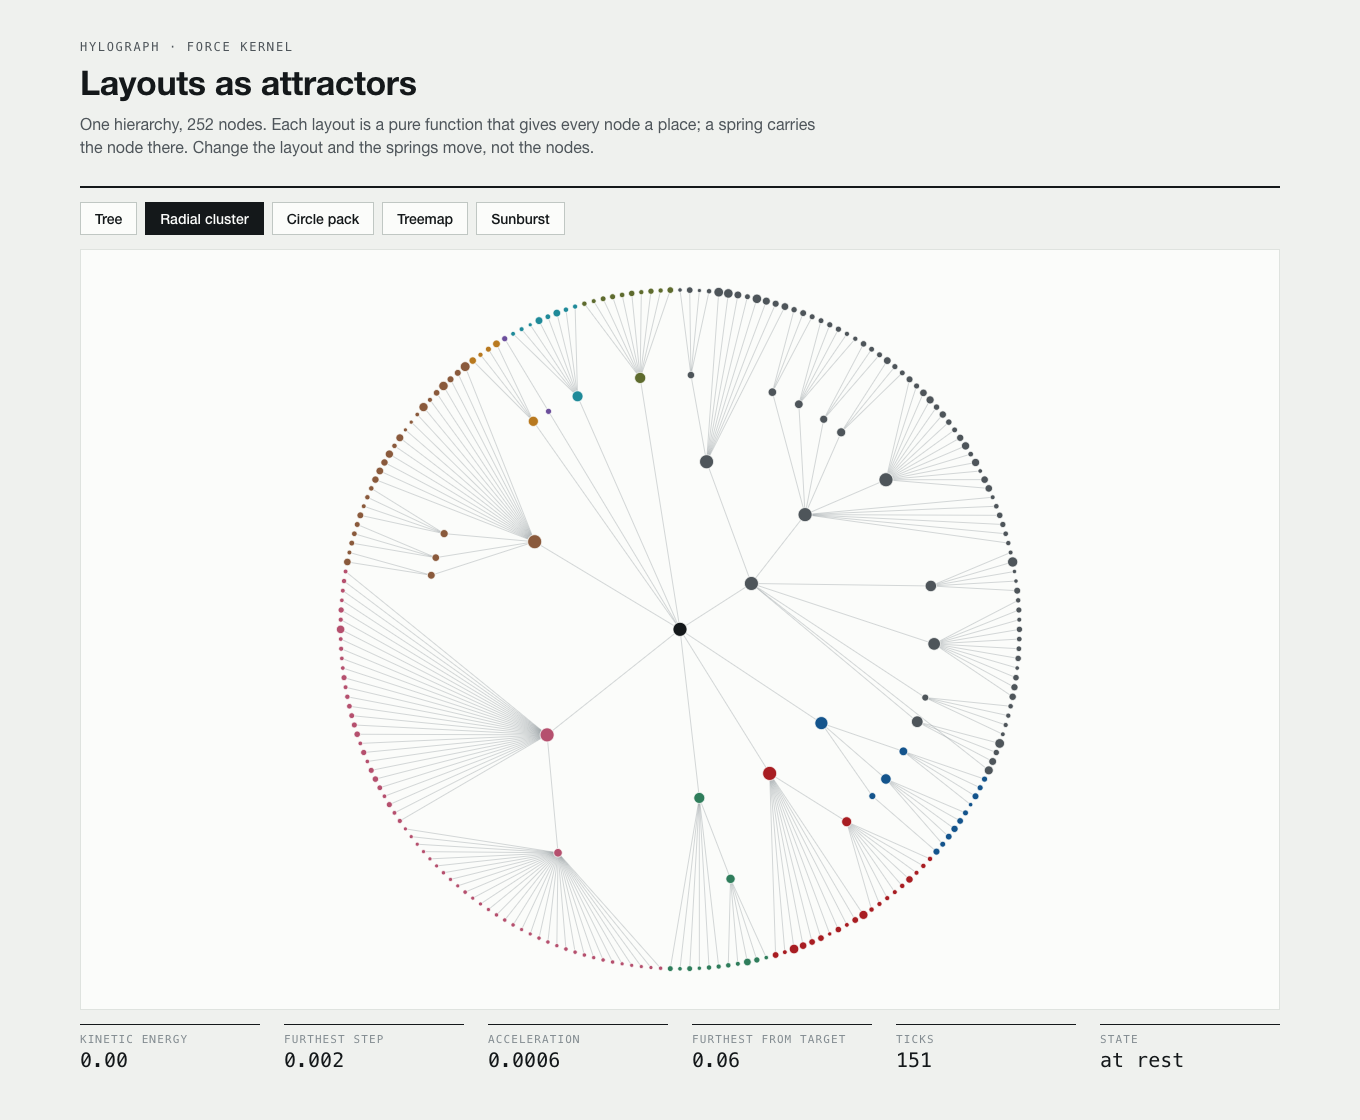 HYLOGRAPH · FORCE KERNEL
Layouts as attractors
One hierarchy, 252 nodes. Each layout is a pure function that gives every node a place; a spring carries
the node there. Change the layout and the springs move, not the nodes.
Tree
Radial cluster
Circle pack
Treemap
Sunburst
KINETIC ENERGY
0.00
FURTHEST STEP
0.002
ACCELERATION
0.0006
FURTHEST FROM TARGET
0.06
TICKS
151
STATE
at rest